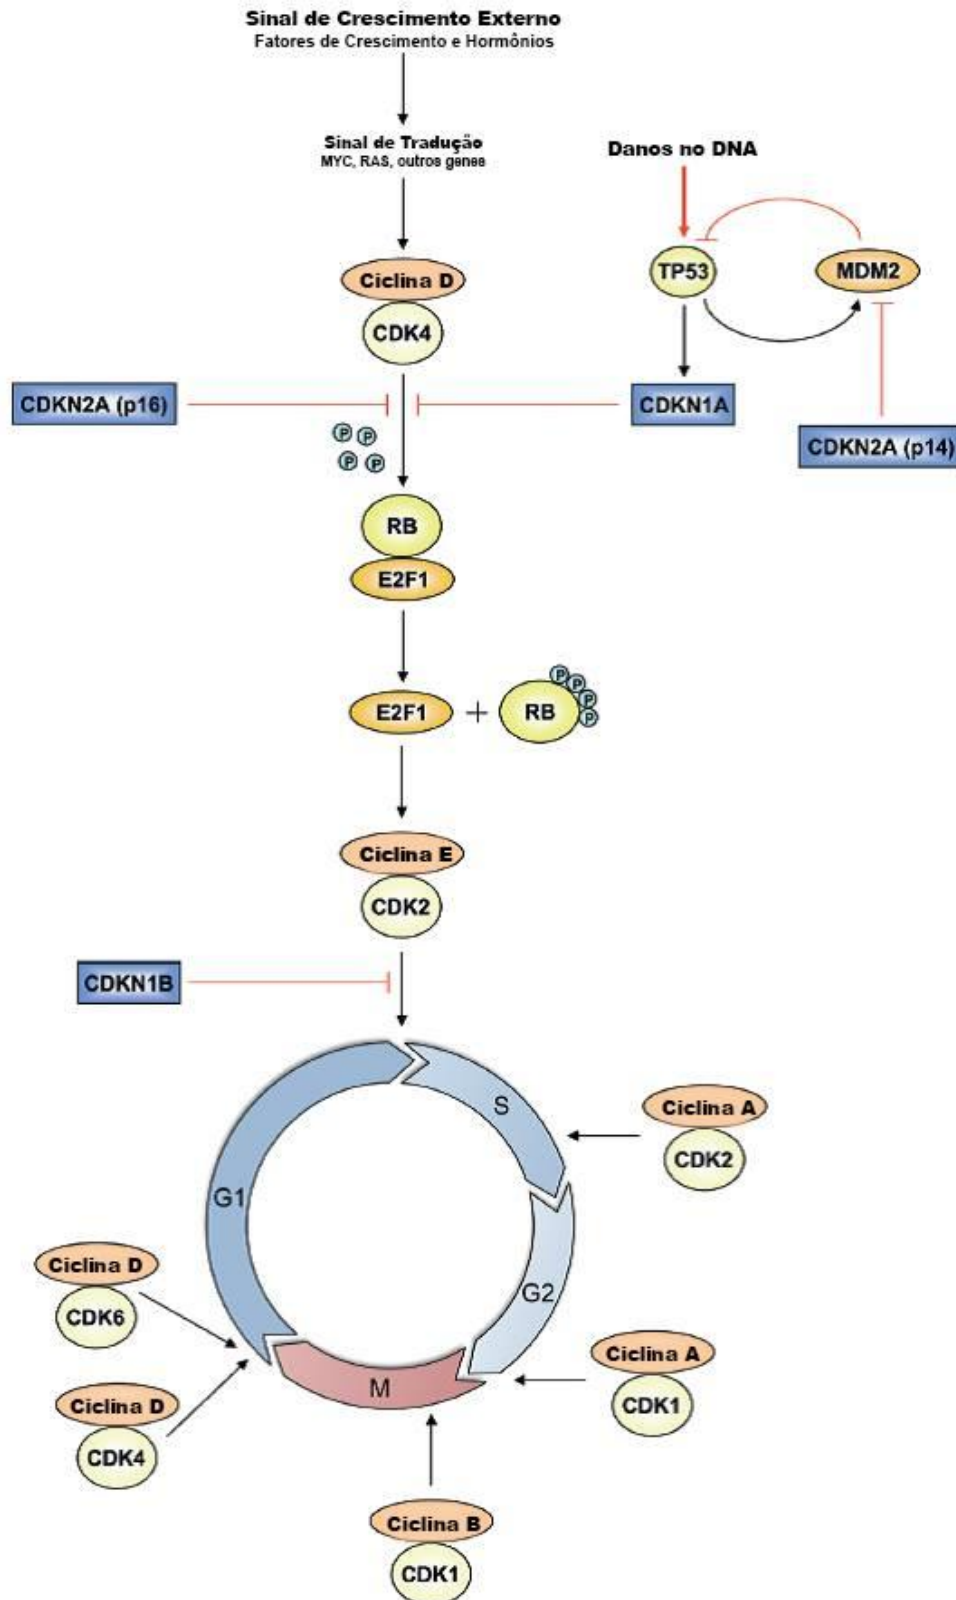 Sinal de Crescimento Externo
Fatores de Crescimento e Hormônios
Sinal de Tradução
MYC, RAS, outros genes
Danos no DNA
Ciclina D
CDK4
TP53
MDM2
CDKN2A (p16)
CDKN1A
CDKN2A (p14)
P P
P P
RB
E2F1
E2F1 + RB
P
P
P
P
Ciclina E
CDK2
CDKN1B
S
Ciclina A
CDK2
G1
G2
Ciclina D
CDK6
Ciclina A
CDK1
M
Ciclina D
CDK4
Ciclina B
CDK1